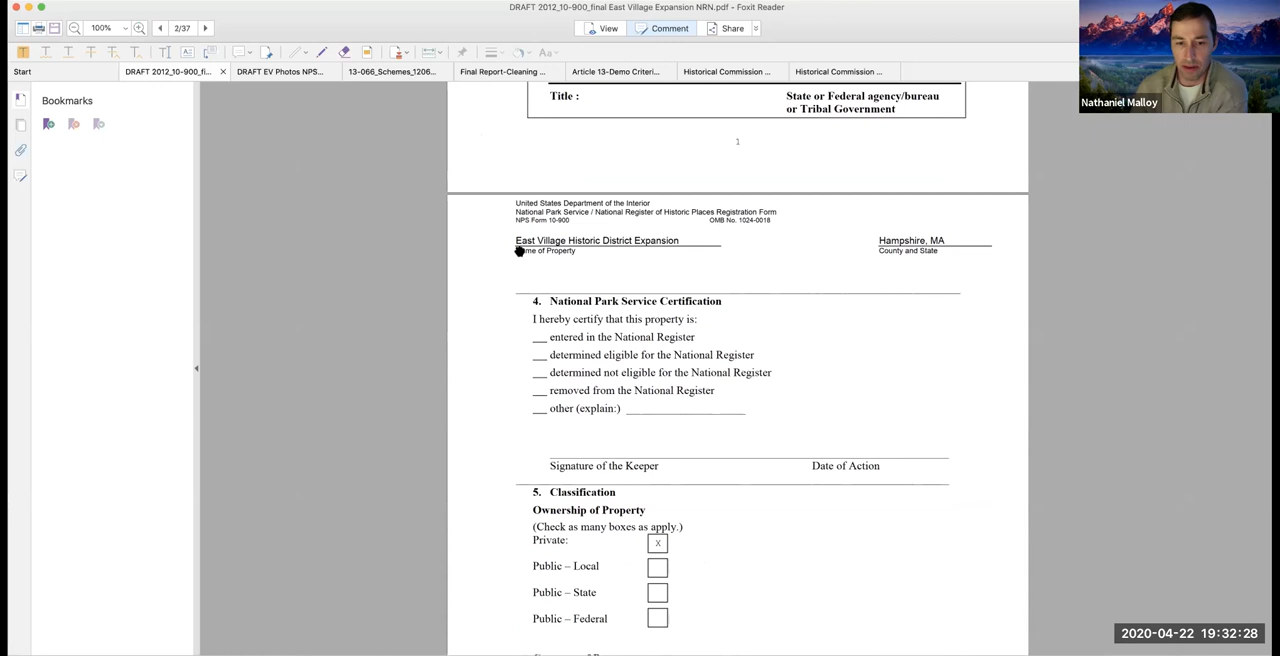 DRAFT 2012_10-900_final East Village Expansion NRN.pdf - Foxit Reader
100% 2/37 View Comment Share
Start DRAFT 2012_10-900_fi... DRAFT EV Photos NPS... 13-066_Schemes_1206... Final Report-Cleaning ... Article 13-Demo Criteri... Historical Commission ... Historical Commission ...
Bookmarks
Nathaniel Malloy
Title : State or Federal agency/bureau
or Tribal Government
1
United States Department of the Interior
National Park Service / National Register of Historic Places Registration Form
NPS Form 10-900 OMB No. 1024-0018
East Village Historic District Expansion Hampshire, MA
of Property County and State
4. National Park Service Certification
I hereby certify that this property is:
___ entered in the National Register
___ determined eligible for the National Register
___ determined not eligible for the National Register
___ removed from the National Register
___ other (explain:) ____________________
Signature of the Keeper Date of Action
5. Classification
Ownership of Property
(Check as many boxes as apply.)
Private: X
Public – Local
Public – State
Public – Federal
2020-04-22 19:32:28